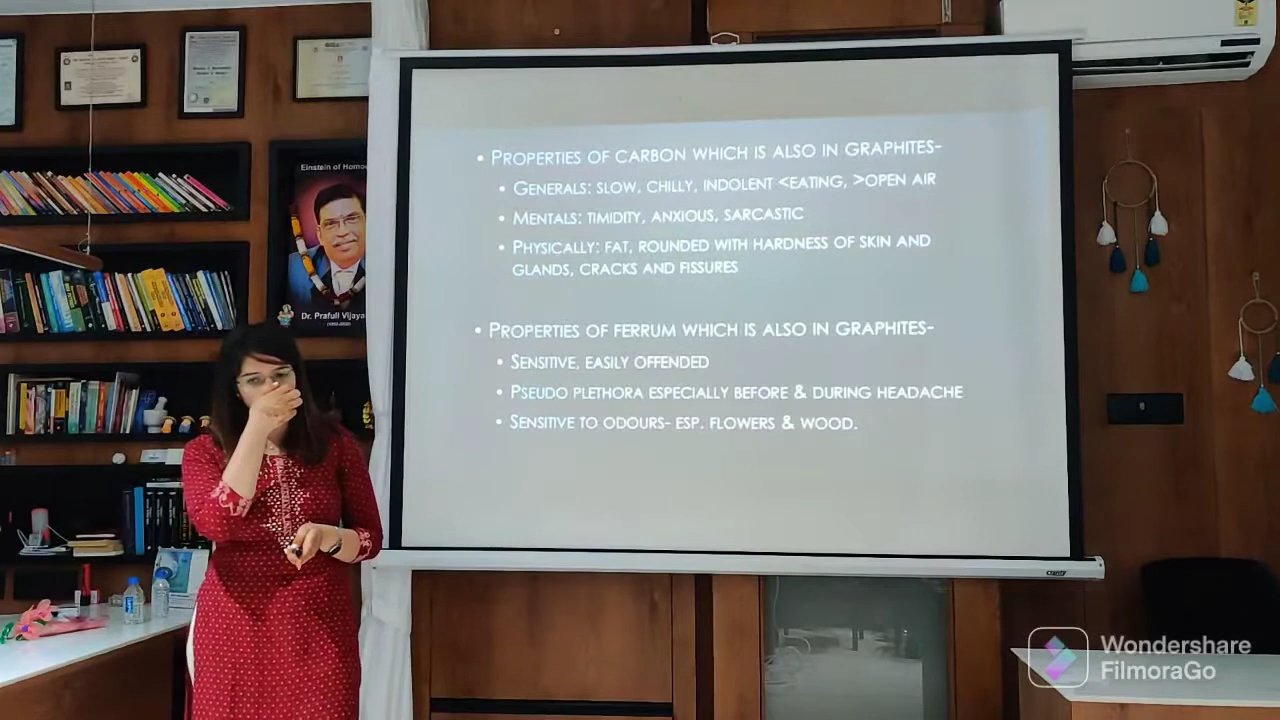 Einstein of Homoe
Dr. Prafull Vijaya
• PROPERTIES OF CARBON WHICH IS ALSO IN GRAPHITES-
• GENERALS: SLOW, CHILLY, INDOLENT <EATING, >OPEN AIR
• MENTALS: TIMIDITY, ANXIOUS, SARCASTIC
• PHYSICALLY: FAT, ROUNDED WITH HARDNESS OF SKIN AND
GLANDS, CRACKS AND FISSURES
• PROPERTIES OF FERRUM WHICH IS ALSO IN GRAPHITES-
• SENSITIVE, EASILY OFFENDED
• PSEUDO PLETHORA ESPECIALLY BEFORE & DURING HEADACHE
• SENSITIVE TO ODOURS- ESP. FLOWERS & WOOD.
Wondershare
FilmoraGo